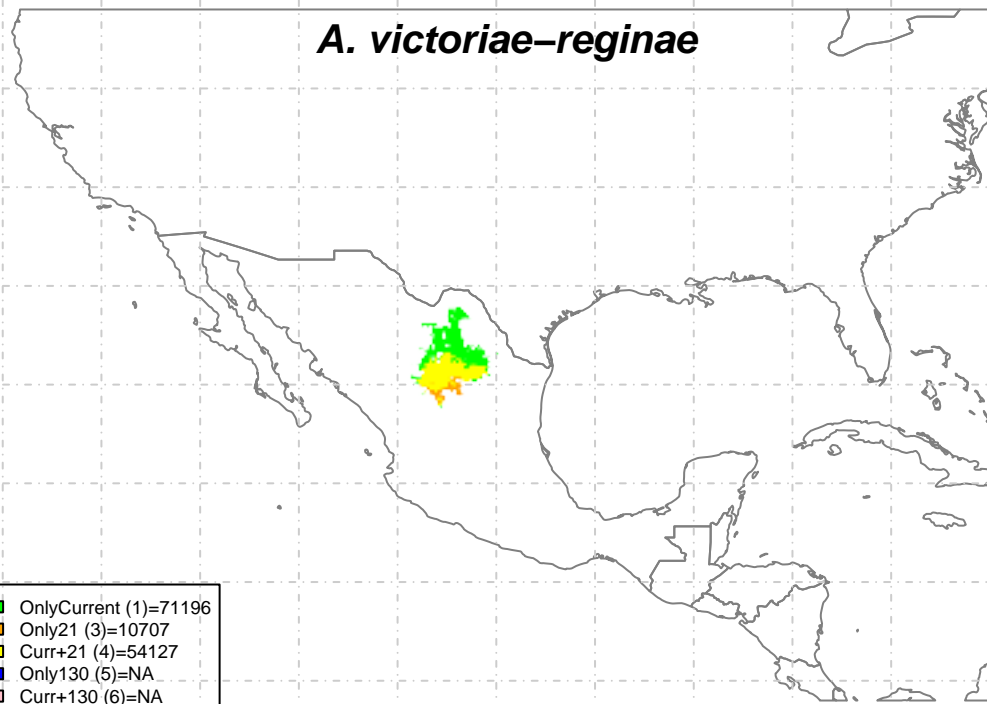 A. victoriae–reginae
OnlyCurrent (1)=71196
Only21 (3)=10707
Curr+21 (4)=54127
Only130 (5)=NA
Curr+130 (6)=NA